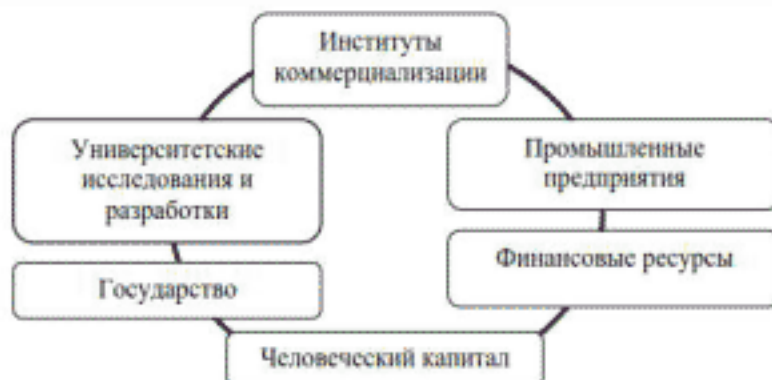 Институты
коммерциализации
Университетские
исследования и
разработки
Промышленные
предприятия
Государство
Финансовые ресурсы
Человеческий капитал